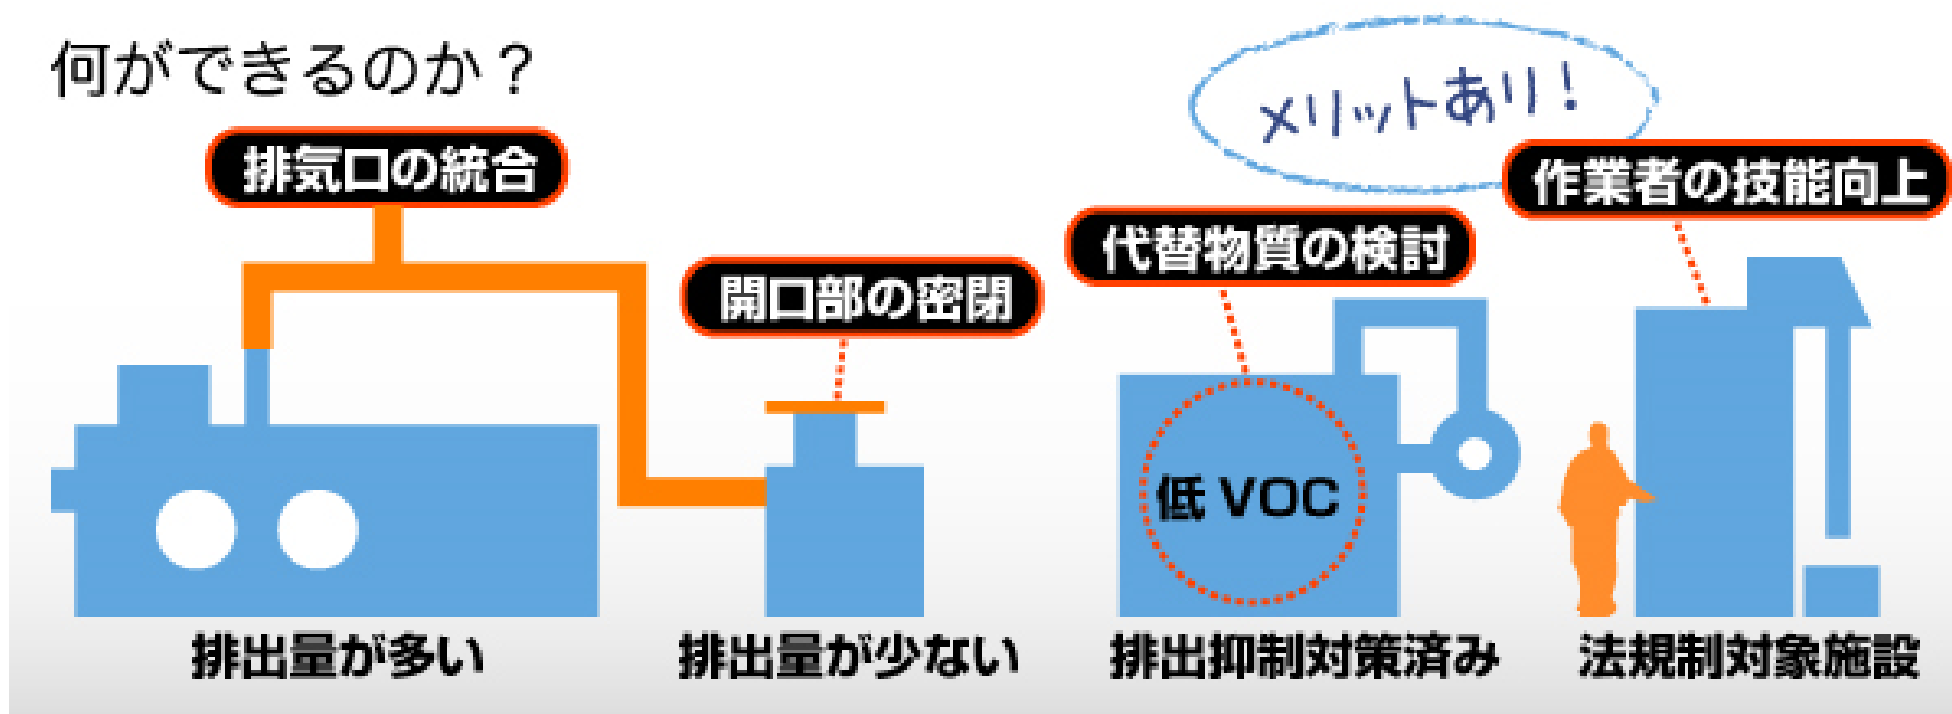 何ができるのか？
メリットあり！
排気口の統合
作業者の技能向上
代替物質の検討
開口部の密閉
低 VOC
排出量が多い
排出量が少ない
排出抑制対策済み
法規制対象施設